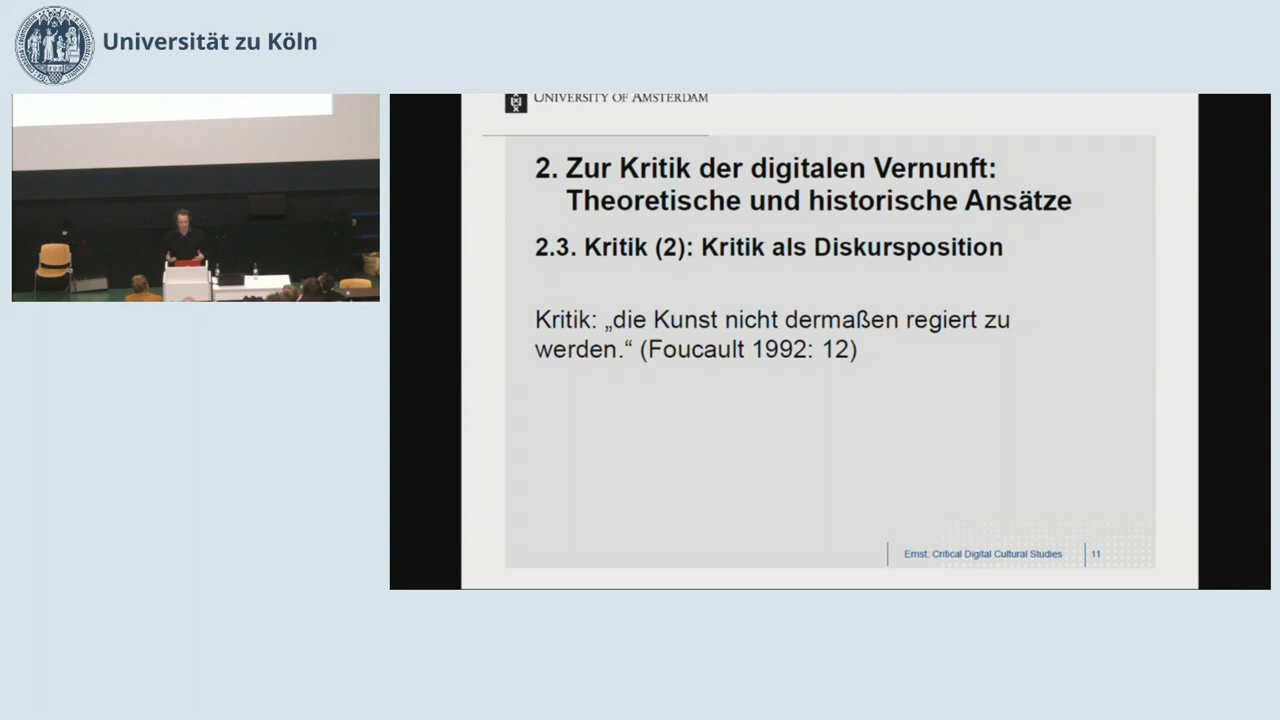 Universität zu Köln
UNIVERSITY OF AMSTERDAM
2. Zur Kritik der digitalen Vernunft:
Theoretische und historische Ansätze
2.3. Kritik (2): Kritik als Diskursposition
Kritik: „die Kunst nicht dermaßen regiert zu
werden.“ (Foucault 1992: 12)
Ernst: Critical Digital Cultural Studies 11